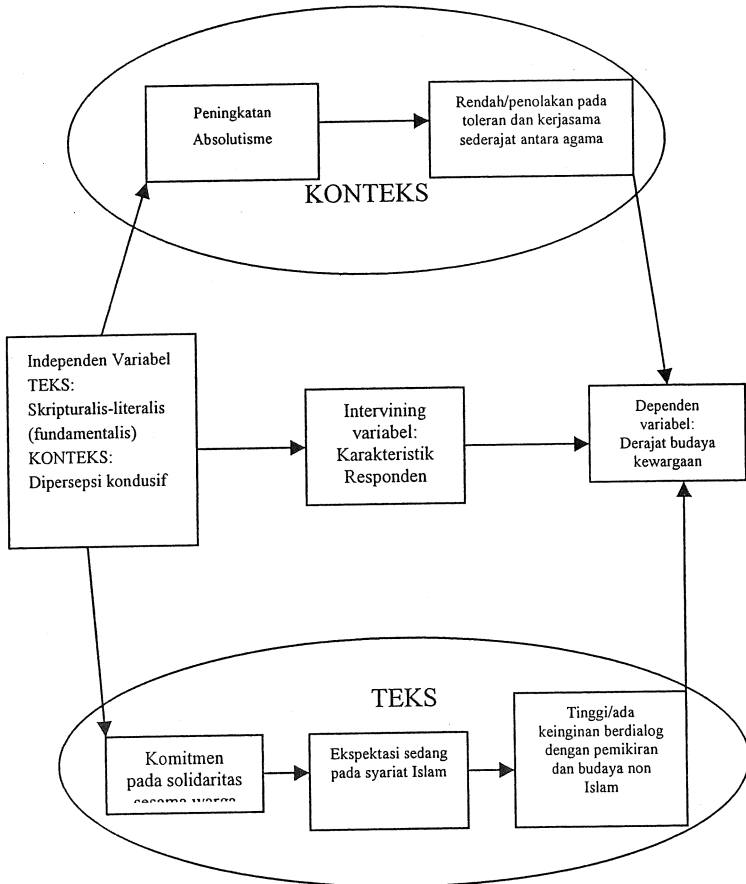 Peningkatan
Absolutisme
Rendah/penolakan pada
toleran dan kerjasama
sederajat antara agama
KONTEKS
Independen Variabel
TEKS:
Skripturalis-literalis
(fundamentalis)
KONTEKS:
Dipersepsi kondusif
Intervining
variabel:
Karakteristik
Responden
Dependen
variabel:
Derajat budaya
kewargaan
TEKS
Komitmen
pada solidaritas
sesama warga
Ekspektasi sedang
pada syariat Islam
Tinggi/ada
keinginan berdialog
dengan pemikiran
dan budaya non
Islam